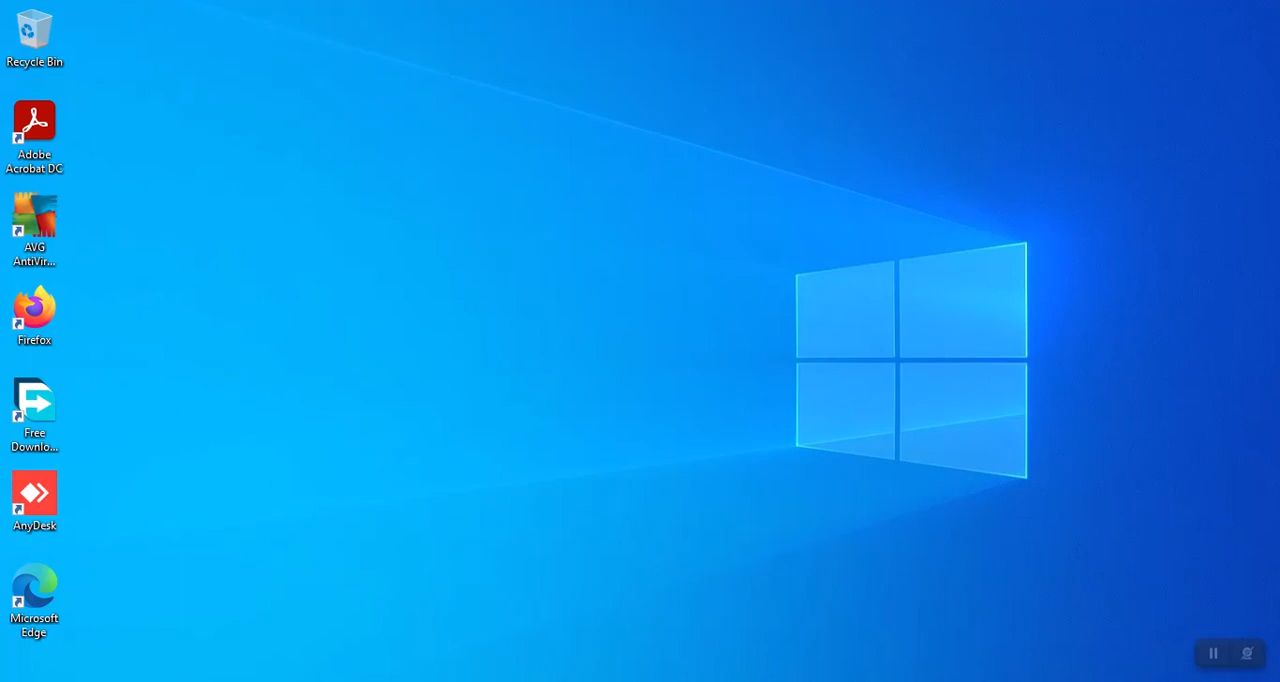 Recycle Bin
Adobe
Acrobat DC
AVG
AntiVir...
Firefox
Free
Downlo...
AnyDesk
Microsoft
Edge